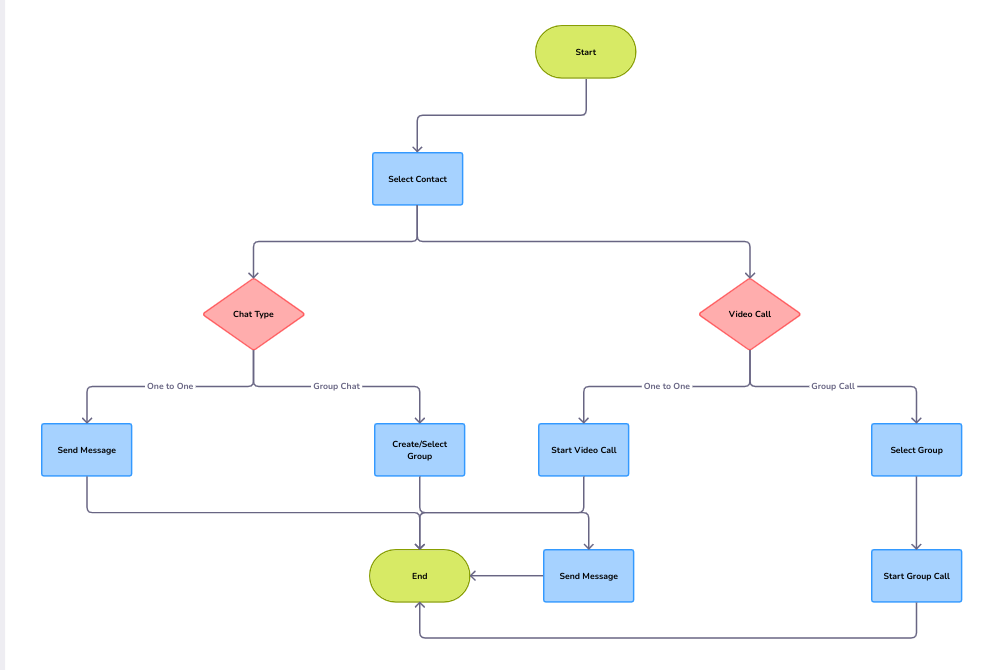 Start
Select Contact
Chat Type
Video Call
One to One
Group Chat
One to One
Group Call
Send Message
Create/Select
Group
Start Video Call
Select Group
End
Send Message
Start Group Call